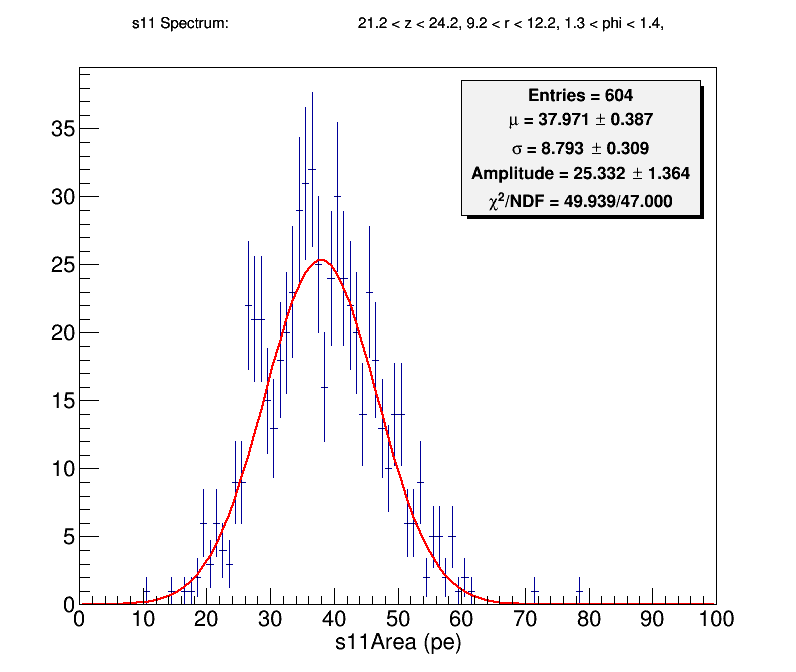 s11 Spectrum: 21.2 < z < 24.2, 9.2 < r < 12.2, 1.3 < phi < 1.4,
Entries = 604
μ = 37.971 ± 0.387
σ = 8.793 ± 0.309
Amplitude = 25.332 ± 1.364
χ²/NDF = 49.939/47.000
35
30
25
20
15
10
5
0
0 10 20 30 40 50 60 70 80 90 100
s11Area (pe)